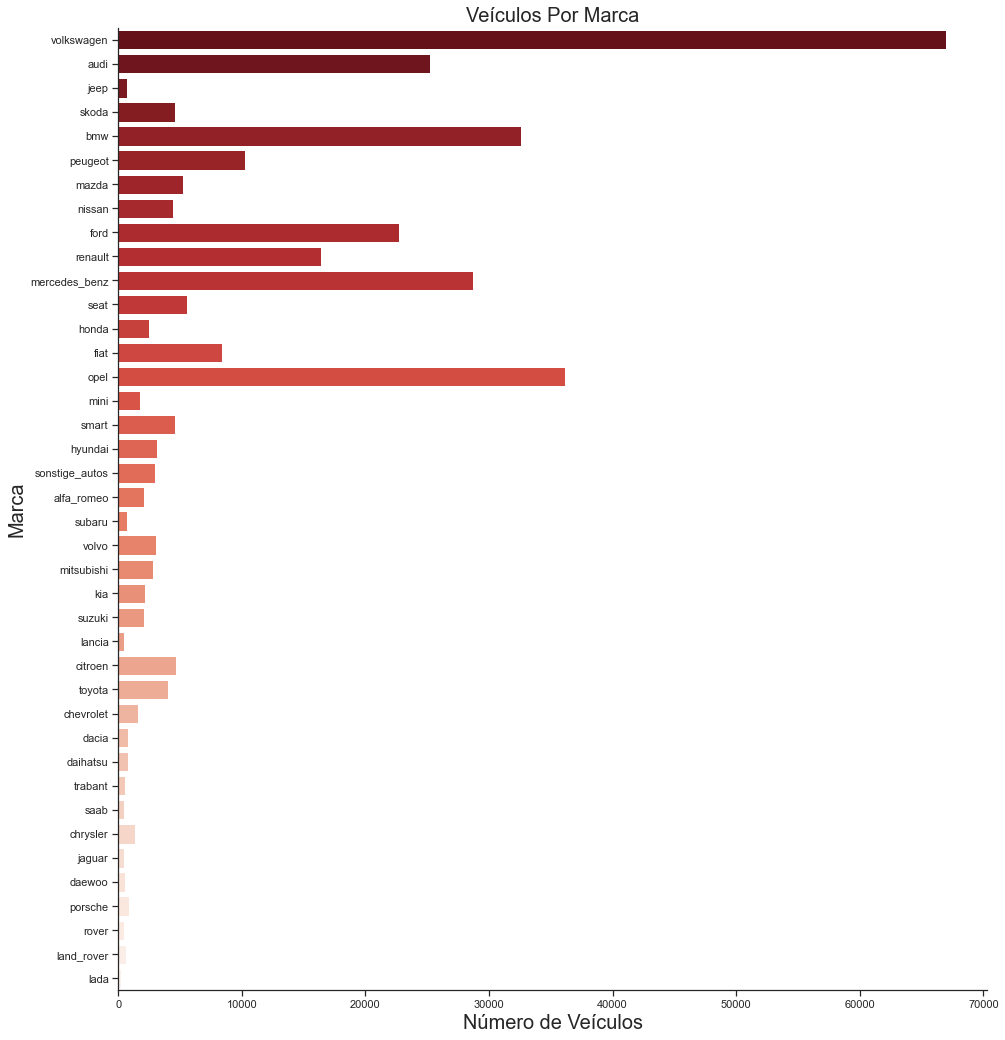 Veículos Por Marca
volkswagen
audi
jeep
skoda
bmw
peugeot
mazda
nissan
ford
renault
mercedes_benz
seat
honda
fiat
opel
mini
smart
hyundai
sonstige_autos
alfa_romeo
subaru
volvo
mitsubishi
kia
suzuki
lancia
citroen
toyota
chevrolet
dacia
daihatsu
trabant
saab
chrysler
jaguar
daewoo
porsche
rover
land_rover
lada
Marca
0 10000 20000 30000 40000 50000 60000 70000
Número de Veículos